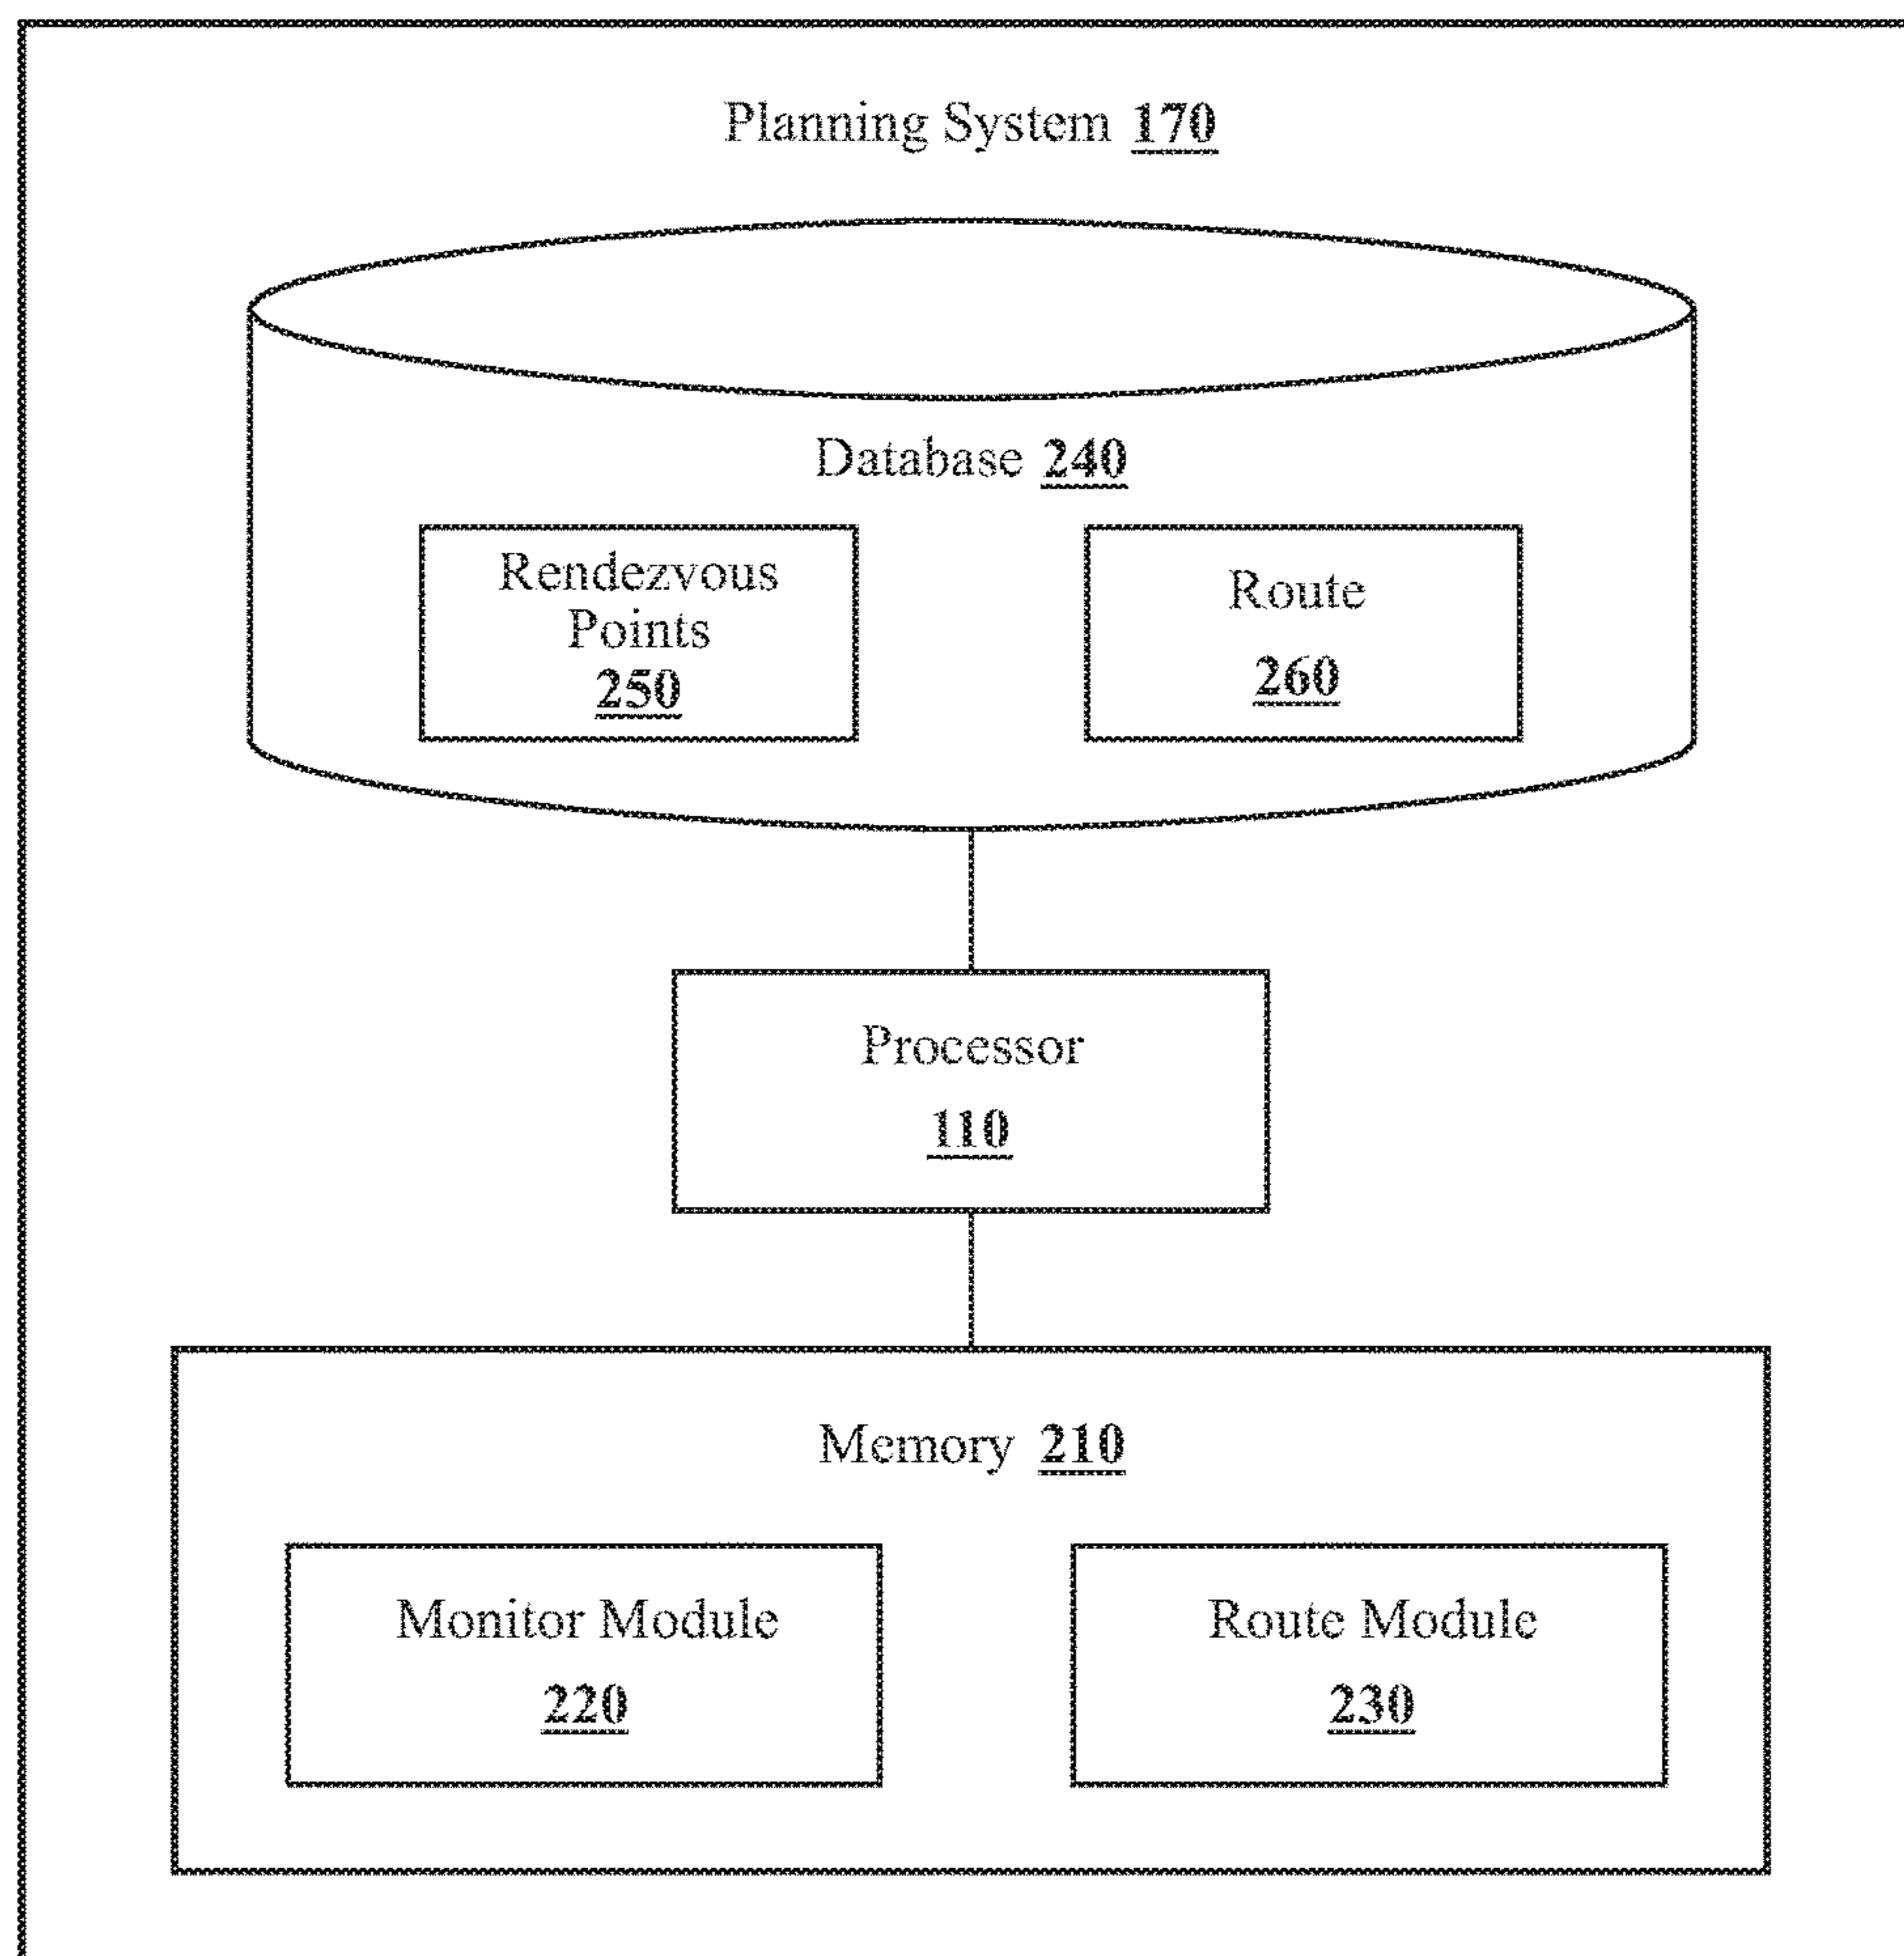 Planning System 170
Database 240
Rendezvous
Points
250
Route
260
Processor
110
Memory 210
Monitor Module
220
Route Module
230